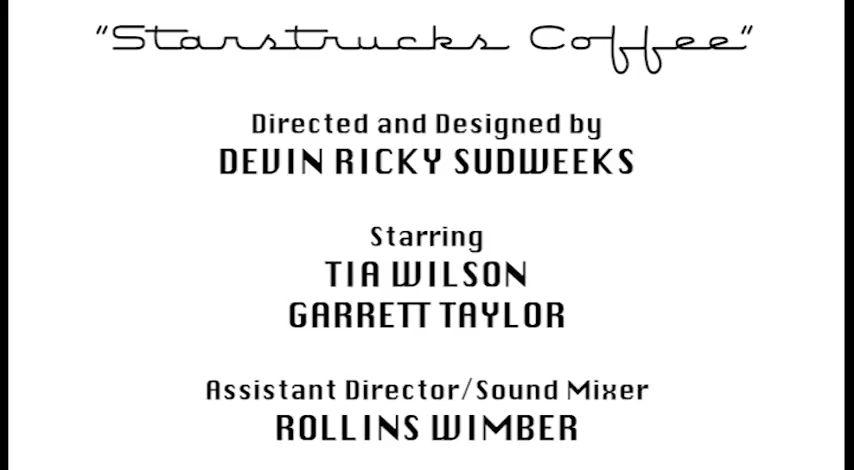 "Starstrucks Coffee"
Directed and Designed by
DEVIN RICKY SUDWEEKS
Starring
TIA WILSON
GARRETT TAYLOR
Assistant Director/Sound Mixer
ROLLINS WIMBER